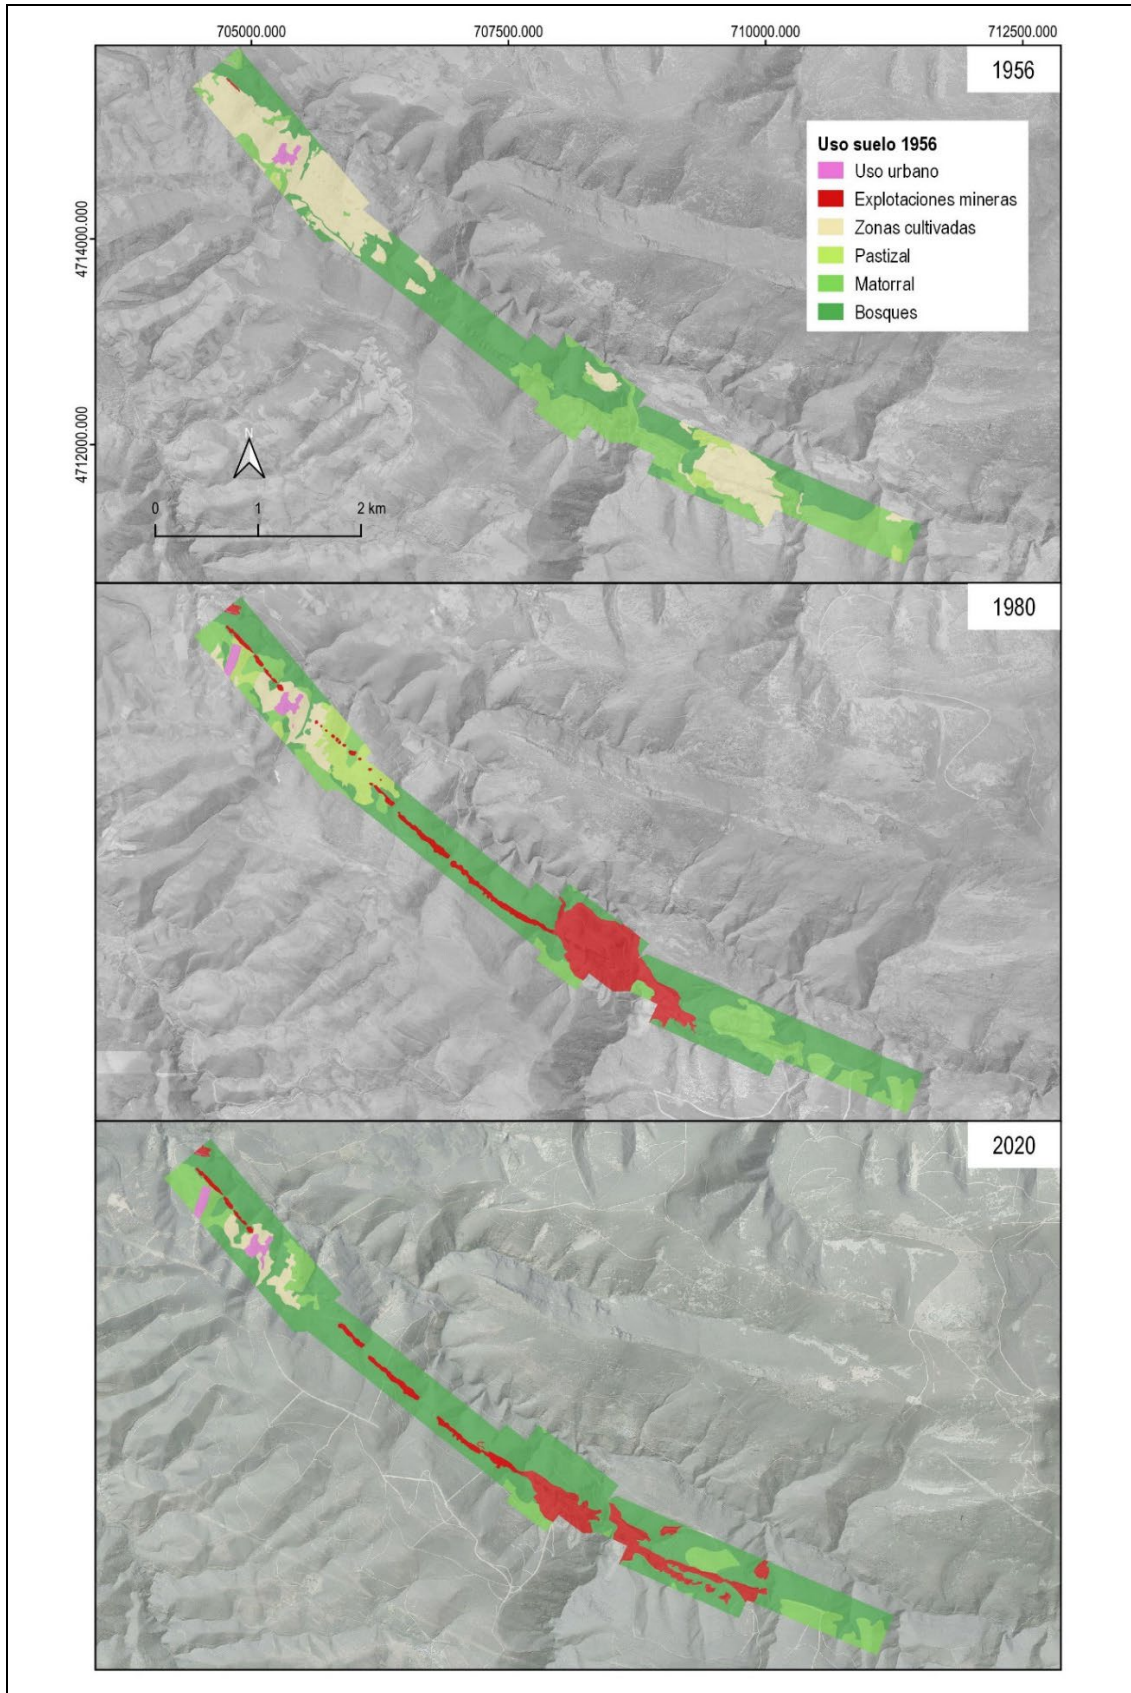 705000.000 707500.000 710000.000 712500.000
1956
Uso suelo 1956
Uso urbano
Explotaciones mineras
Zonas cultivadas
Pastizal
Matorral
Bosques
4714000.000
4712000.000
N
0 1 2 km
1980
2020